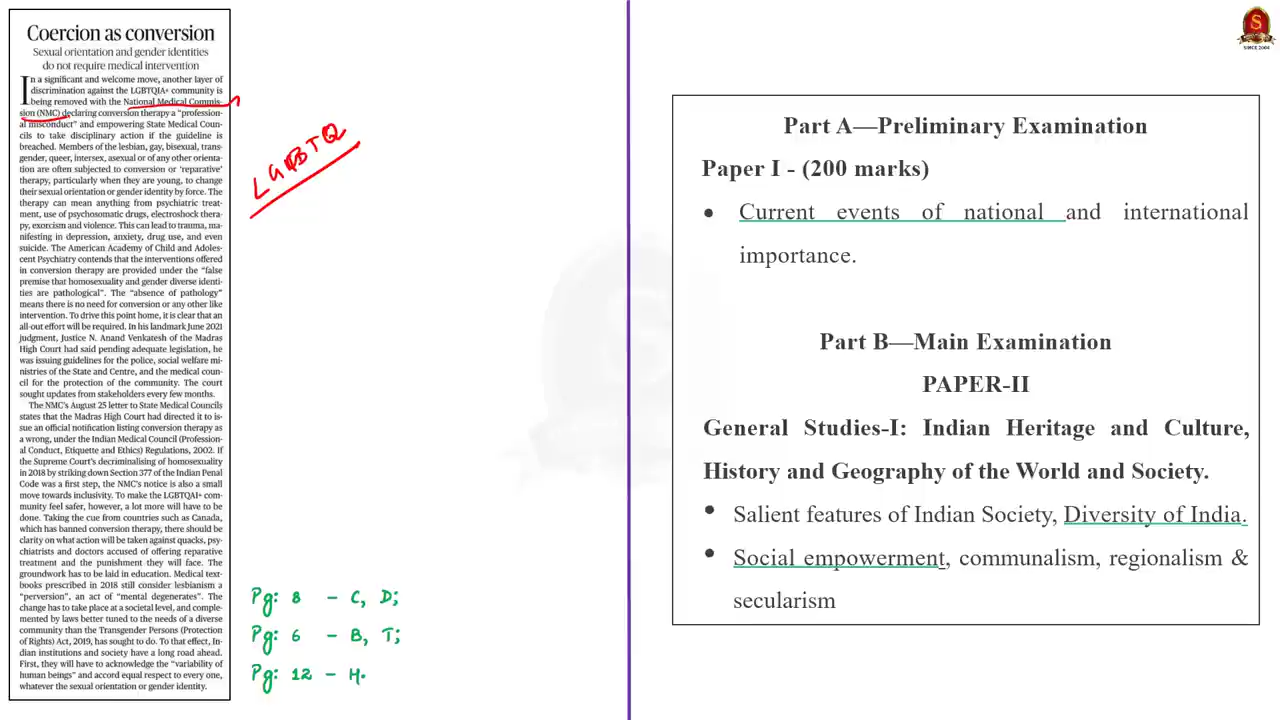 Coercion as conversion
Sexual orientation and gender identities
do not require medical intervention
In a significant and welcome move, another layer of
discrimination against the LGBTQIA+ community is
being removed with the National Medical Commis-
sion (NMC) declaring conversion therapy a “profession-
al misconduct” and empowering State Medical Coun-
cils to take disciplinary action if the guideline is
breached. Members of the lesbian, gay, bisexual, trans-
gender, queer, intersex, asexual or of any other orienta-
tion are often subjected to conversion or ‘reparative’
therapy, particularly when they are young, to change
their sexual orientation or gender identity by force. The
therapy can mean anything from psychiatric treat-
ment, use of psychosomatic drugs, electroshock thera-
py, exorcism and violence. This can lead to trauma, ma-
nifesting in depression, anxiety, drug use, and even
suicide. The American Academy of Child and Adoles-
cent Psychiatry contends that the interventions offered
in conversion therapy are provided under the “false
premise that homosexuality and gender diverse identi-
ties are pathological”. The “absence of pathology”
means there is no need for conversion or any other like
intervention. To drive this point home, it is clear that an
all-out effort will be required. In his landmark June 2021
judgment, Justice N. Anand Venkatesh of the Madras
High Court had said pending adequate legislation, he
was issuing guidelines for the police, social welfare mi-
nistries of the State and Centre, and the medical coun-
cil for the protection of the community. The court
sought updates from stakeholders every few months.
The NMC’s August 25 letter to State Medical Councils
states that the Madras High Court had directed it to is-
sue an official notification listing conversion therapy as
a wrong, under the Indian Medical Council (Profession-
al Conduct, Etiquette and Ethics) Regulations, 2002. If
the Supreme Court’s decriminalising of homosexuality
in 2018 by striking down Section 377 of the Indian Penal
Code was a first step, the NMC’s notice is also a small
move towards inclusivity. To make the LGBTQAI+ com-
munity feel safer, however, a lot more will have to be
done. Taking the cue from countries such as Canada,
which has banned conversion therapy, there should be
clarity on what action will be taken against quacks, psy-
chiatrists and doctors accused of offering reparative
treatment and the punishment they will face. The
groundwork has to be laid in education. Medical text-
books prescribed in 2018 still consider lesbianism a
“perversion”, an act of “mental degenerates”. The
change has to take place at a societal level, and comple-
mented by laws better tuned to the needs of a diverse
community than the Transgender Persons (Protection
of Rights) Act, 2019, has sought to do. To that effect, In-
dian institutions and society have a long road ahead.
First, they will have to acknowledge the “variability of
human beings” and accord equal respect to every one,
whatever the sexual orientation or gender identity.
LGBTQ
Pg: 8 - C, D;
Pg: 6 - B, T;
Pg: 12 - H.
S
SINCE 2004
Part A—Preliminary Examination
Paper I - (200 marks)
• Current events of national and international
importance.
Part B—Main Examination
PAPER-II
General Studies-I: Indian Heritage and Culture,
History and Geography of the World and Society.
• Salient features of Indian Society, Diversity of India.
• Social empowerment, communalism, regionalism &
secularism